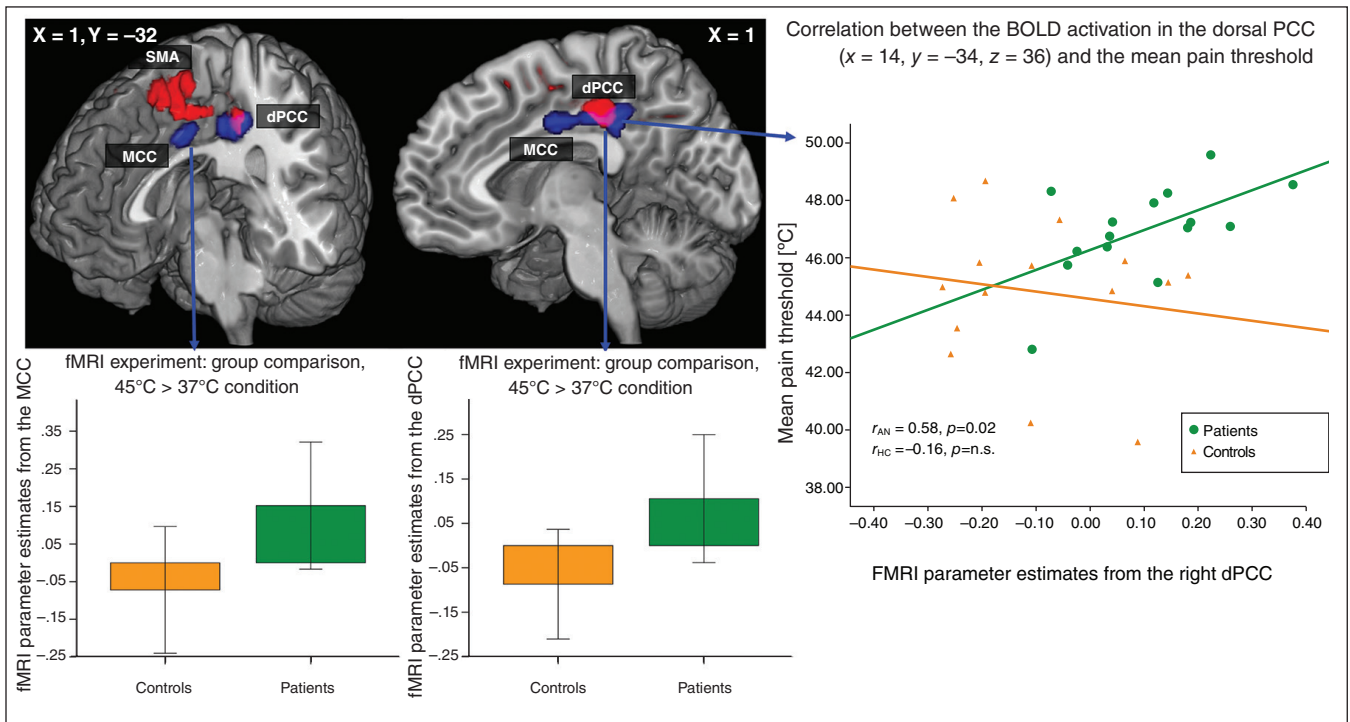 X = 1, Y = –32
SMA
dPCC
MCC
X = 1
dPCC
MCC
Correlation between the BOLD activation in the dorsal PCC
(x = 14, y = –34, z = 36) and the mean pain threshold
Mean pain threshold [°C]
50.00
48.00
46.00
44.00
42.00
40.00
38.00
rAN = 0.58, p=0.02
rHC =–0.16, p=n.s.
Patients
Controls
–0.40 –0.30 –0.20 –0.10 0.00 0.10 0.20 0.30 0.40
FMRI parameter estimates from the right dPCC
fMRI experiment: group comparison,
45°C > 37°C condition
fMRI parameter estimates from the MCC
.35
.25
.15
.05
–.05
–.15
–.25
Controls Patients
fMRI experiment: group comparison,
45°C > 37°C condition
fMRI parameter estimates from the dPCC
.25
.15
.05
–.05
–.15
–.25
Controls Patients